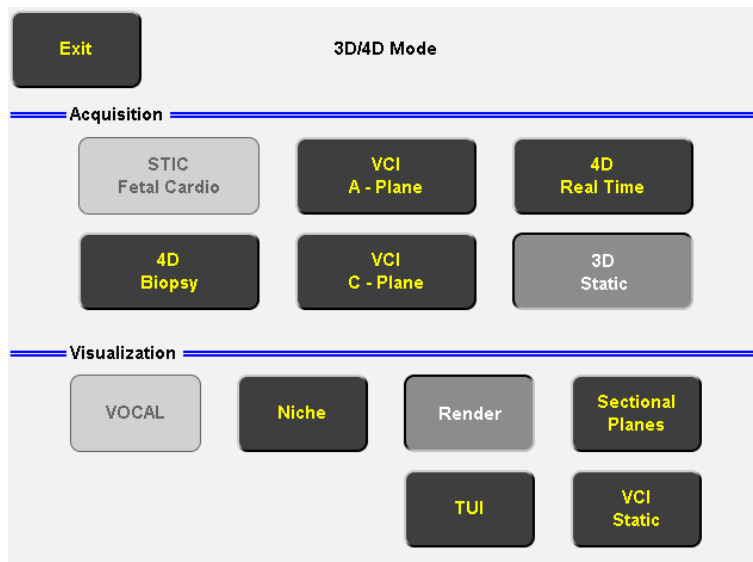 Exit
3D/4D Mode
Acquisition
STIC
Fetal Cardio
VCI
A - Plane
4D
Real Time
4D
Biopsy
VCI
C - Plane
3D
Static
Visualization
VOCAL
Niche
Render
Sectional
Planes
TUI
VCI
Static